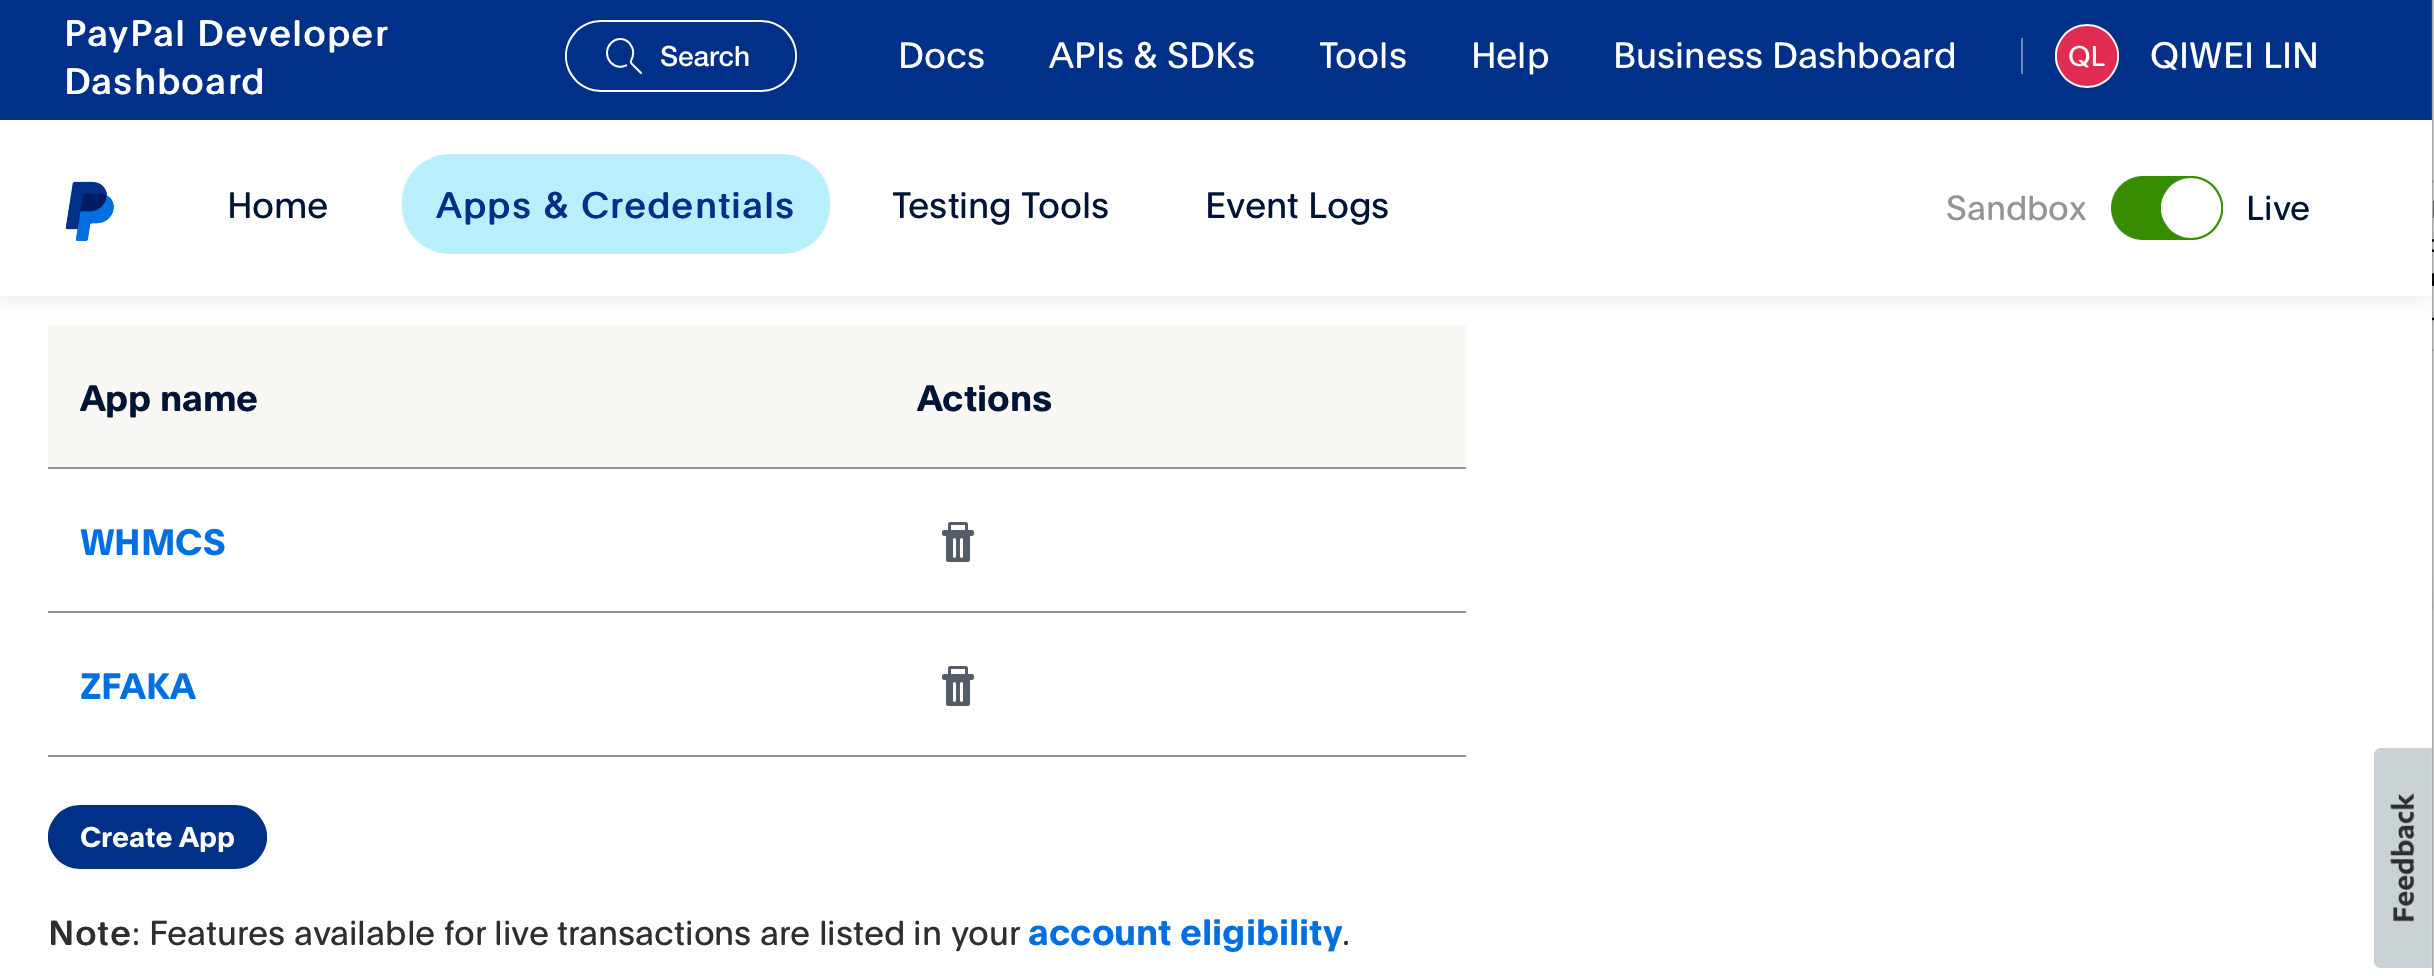 PayPal Developer
Dashboard
Search
Docs
APIs & SDKs
Tools
Help
Business Dashboard
QL
QIWEI LIN
Home
Apps & Credentials
Testing Tools
Event Logs
Sandbox
Live
App name
Actions
WHMCS
ZFAKA
Create App
Note: Features available for live transactions are listed in your account eligibility.
Feedback